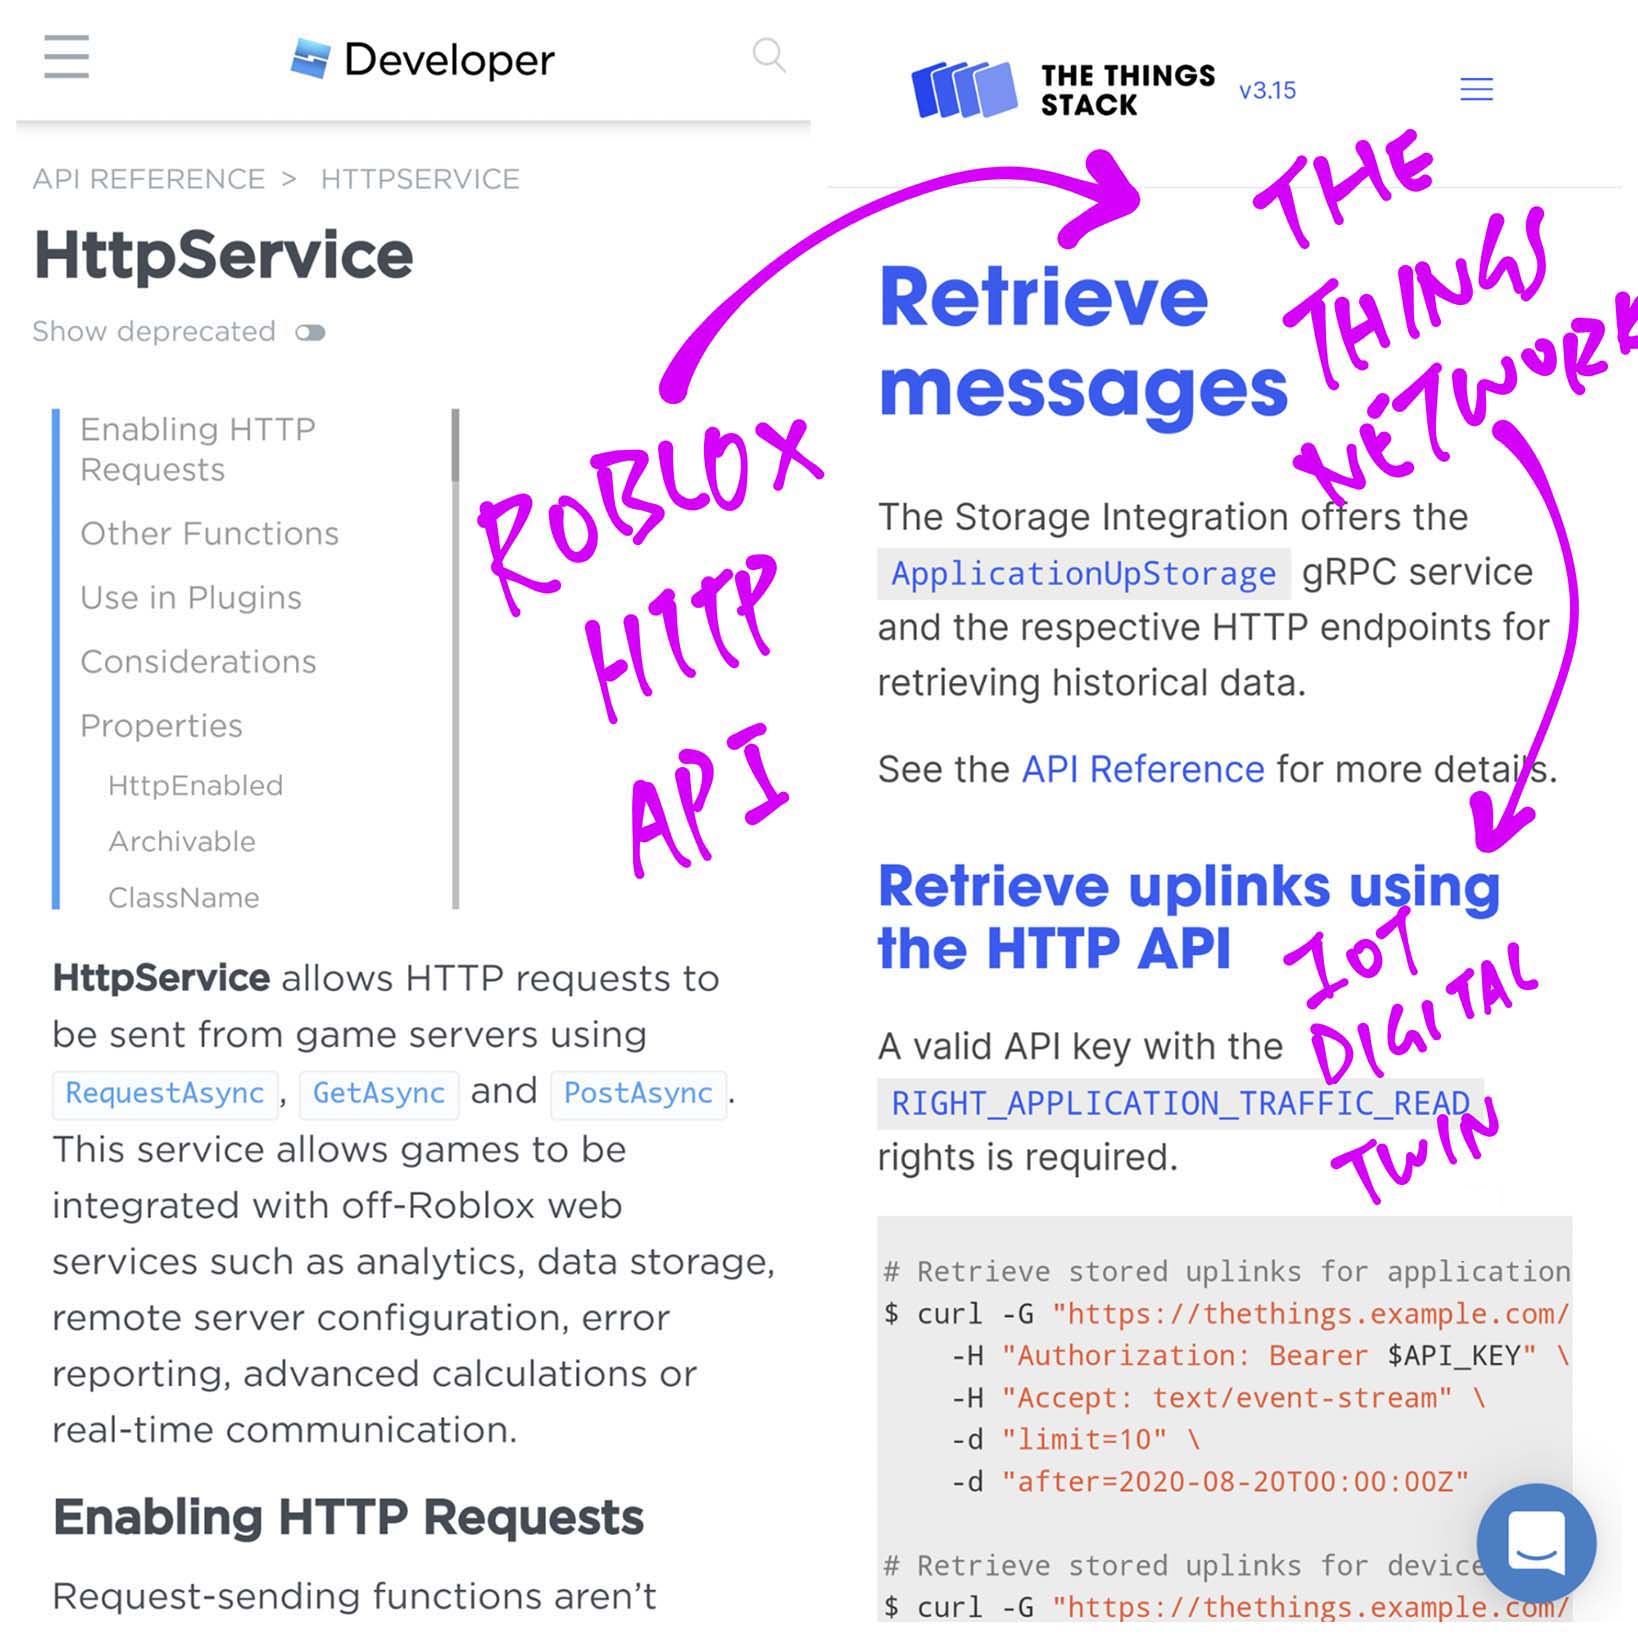 Developer
API REFERENCE > HTTPSERVICE
HttpService
Show deprecated
Enabling HTTP
Requests
Other Functions
Use in Plugins
Considerations
Properties
HttpEnabled
Archivable
ClassName
HttpService allows HTTP requests to
be sent from game servers using
RequestAsync, GetAsync and PostAsync.
This service allows games to be
integrated with off-Roblox web
services such as analytics, data storage,
remote server configuration, error
reporting, advanced calculations or
real-time communication.
Enabling HTTP Requests
Request-sending functions aren't
ROBLOX
HTTP
API
THE THINGS
STACK
v3.15
THE
THINGS
NETWORK
Retrieve
messages
The Storage Integration offers the
ApplicationUpStorage gRPC service
and the respective HTTP endpoints for
retrieving historical data.
See the API Reference for more details.
Retrieve uplinks using
the HTTP API
IOT
DIGITAL
TWIN
A valid API key with the
RIGHT_APPLICATION_TRAFFIC_READ
rights is required.
# Retrieve stored uplinks for application
$ curl -G "https://thethings.example.com/
-H "Authorization: Bearer $API_KEY" \
-H "Accept: text/event-stream" \
-d "limit=10" \
-d "after=2020-08-20T00:00:00Z"
# Retrieve stored uplinks for device
$ curl -G "https://thethings.example.com/